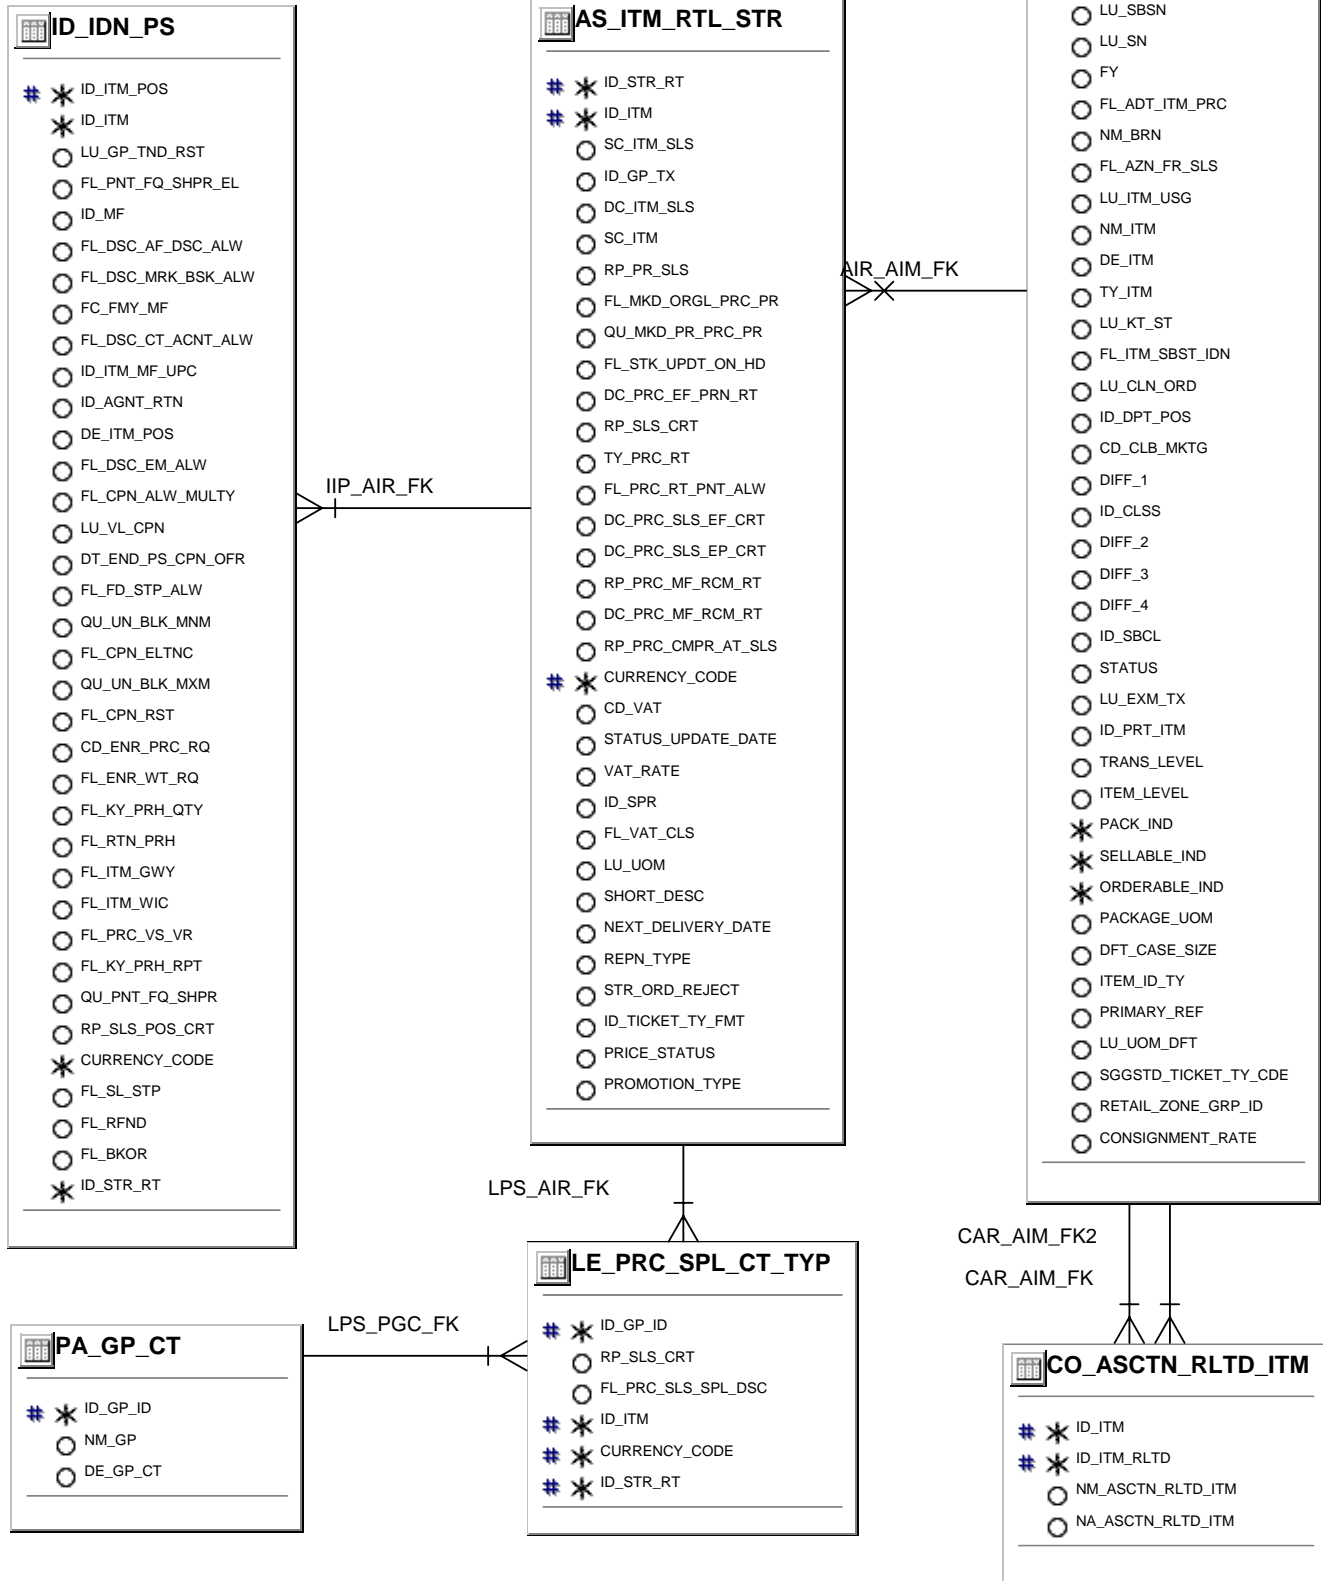 ID_IDN_PS
# * ID_ITM_POS
* ID_ITM
LU_GP_TND_RST
FL_PNT_FQ_SHPR_EL
ID_MF
FL_DSC_AF_DSC_ALW
FL_DSC_MRK_BSK_ALW
FC_FMY_MF
FL_DSC_CT_ACNT_ALW
ID_ITM_MF_UPC
ID_AGNT_RTN
DE_ITM_POS
FL_DSC_EM_ALW
FL_CPN_ALW_MULTY
LU_VL_CPN
DT_END_PS_CPN_OFR
FL_FD_STP_ALW
QU_UN_BLK_MNM
FL_CPN_ELTNC
QU_UN_BLK_MXM
FL_CPN_RST
CD_ENR_PRC_RQ
FL_ENR_WT_RQ
FL_KY_PRH_QTY
FL_RTN_PRH
FL_ITM_GWY
FL_ITM_WIC
FL_PRC_VS_VR
FL_KY_PRH_RPT
QU_PNT_FQ_SHPR
RP_SLS_POS_CRT
* CURRENCY_CODE
FL_SL_STP
FL_RFND
FL_BKOR
* ID_STR_RT
IIP_AIR_FK
AS_ITM_RTL_STR
# * ID_STR_RT
# * ID_ITM
SC_ITM_SLS
ID_GP_TX
DC_ITM_SLS
SC_ITM
RP_PR_SLS
FL_MKD_ORGL_PRC_PR
QU_MKD_PR_PRC_PR
FL_STK_UPDT_ON_HD
DC_PRC_EF_PRN_RT
RP_SLS_CRT
TY_PRC_RT
FL_PRC_RT_PNT_ALW
DC_PRC_SLS_EF_CRT
DC_PRC_SLS_EP_CRT
RP_PRC_MF_RCM_RT
DC_PRC_MF_RCM_RT
RP_PRC_CMPR_AT_SLS
# * CURRENCY_CODE
CD_VAT
STATUS_UPDATE_DATE
VAT_RATE
ID_SPR
FL_VAT_CLS
LU_UOM
SHORT_DESC
NEXT_DELIVERY_DATE
REPN_TYPE
STR_ORD_REJECT
ID_TICKET_TY_FMT
PRICE_STATUS
PROMOTION_TYPE
AIR_AIM_FK
LU_SBSN
LU_SN
FY
FL_ADT_ITM_PRC
NM_BRN
FL_AZN_FR_SLS
LU_ITM_USG
NM_ITM
DE_ITM
TY_ITM
LU_KT_ST
FL_ITM_SBST_IDN
LU_CLN_ORD
ID_DPT_POS
CD_CLB_MKTG
DIFF_1
ID_CLSS
DIFF_2
DIFF_3
DIFF_4
ID_SBCL
STATUS
LU_EXM_TX
ID_PRT_ITM
TRANS_LEVEL
ITEM_LEVEL
* PACK_IND
* SELLABLE_IND
* ORDERABLE_IND
PACKAGE_UOM
DFT_CASE_SIZE
ITEM_ID_TY
PRIMARY_REF
LU_UOM_DFT
SGGSTD_TICKET_TY_CDE
RETAIL_ZONE_GRP_ID
CONSIGNMENT_RATE
LPS_AIR_FK
CAR_AIM_FK2
CAR_AIM_FK
PA_GP_CT
# * ID_GP_ID
NM_GP
DE_GP_CT
LPS_PGC_FK
LE_PRC_SPL_CT_TYP
# * ID_GP_ID
RP_SLS_CRT
FL_PRC_SLS_SPL_DSC
# * ID_ITM
# * CURRENCY_CODE
# * ID_STR_RT
CO_ASCTN_RLTD_ITM
# * ID_ITM
# * ID_ITM_RLTD
NM_ASCTN_RLTD_ITM
NA_ASCTN_RLTD_ITM